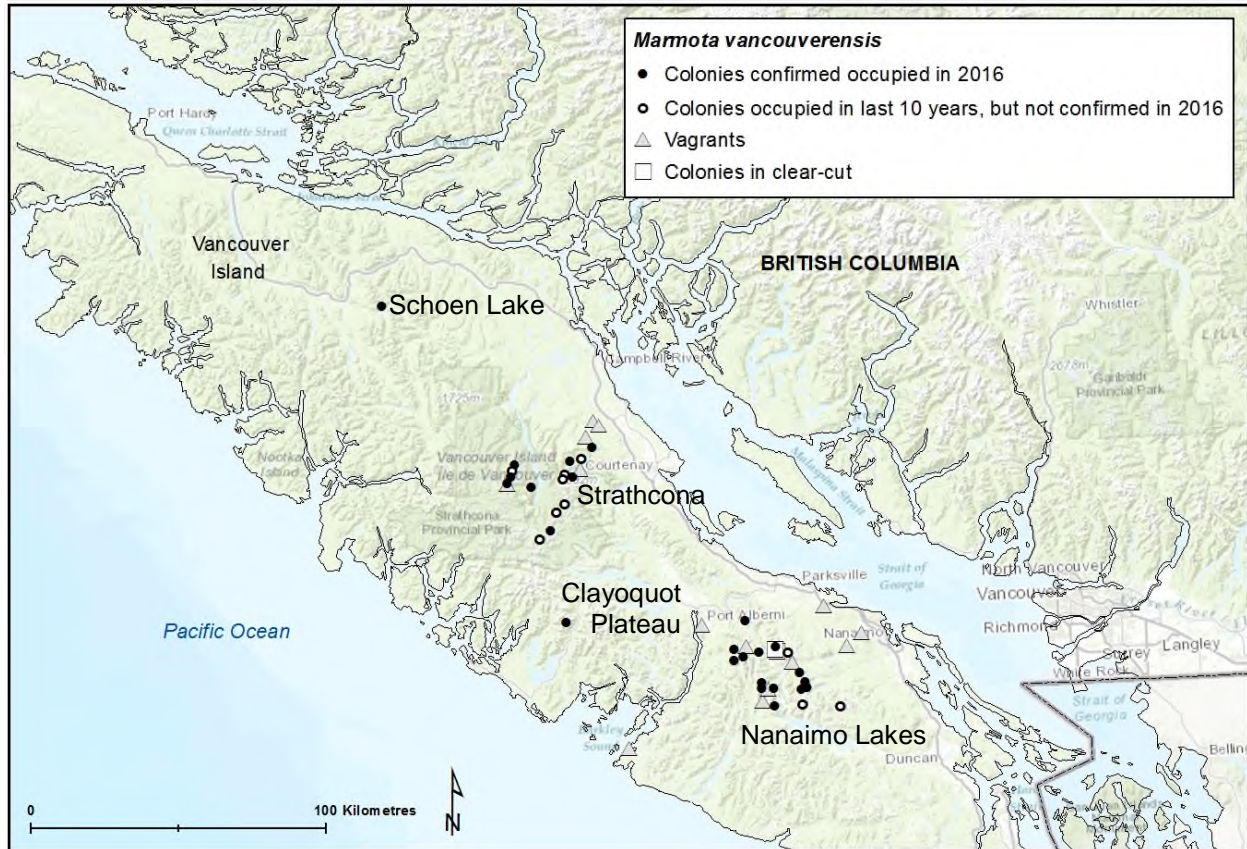 Marmota vancouverensis
Colonies confirmed occupied in 2016
Colonies occupied in last 10 years, but not confirmed in 2016
Vagrants
Colonies in clear-cut
Port Hardy
Queen Charlotte Strait
Vancouver
Island
BRITISH COLUMBIA
Schoen Lake
Whistler
Campbell River
2678m
Garibaldi
Provincial Park
1725m
Nootka
Island
Vancouver Island
Île de Vancouver
Courtenay
Malaspina Strait
Strathcona
Strathcona
Provincial Park
Strait of
Georgia
North Vancouver
Vancouver
Parksville
Clayoquot
Plateau
Port Alberni
Richmond
Nanaimo
Surrey
Langley
Pacific Ocean
White Rock
Strait of
Georgia
Barkley
Sound
Nanaimo Lakes
Duncan
Belling
0
100 Kilometres
N